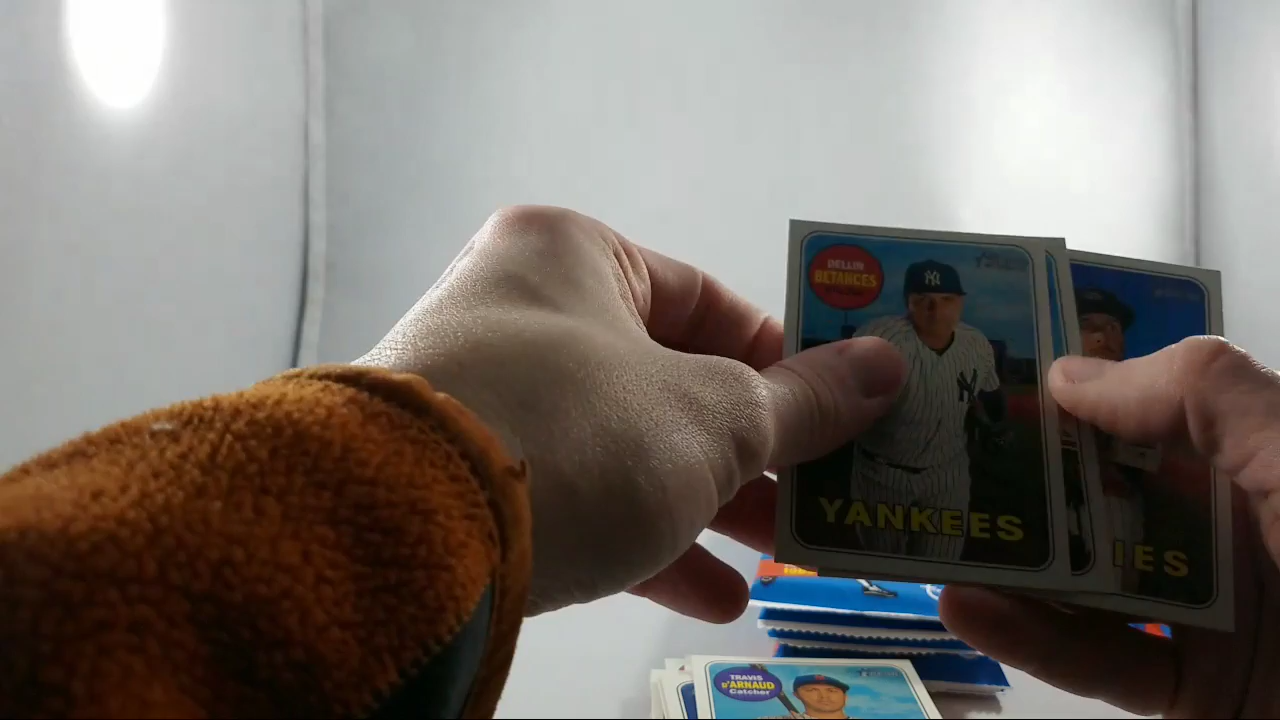 DELLIN
BETANCES
YANKEES
IES
TRAVIS
D'ARNAUD
Catcher